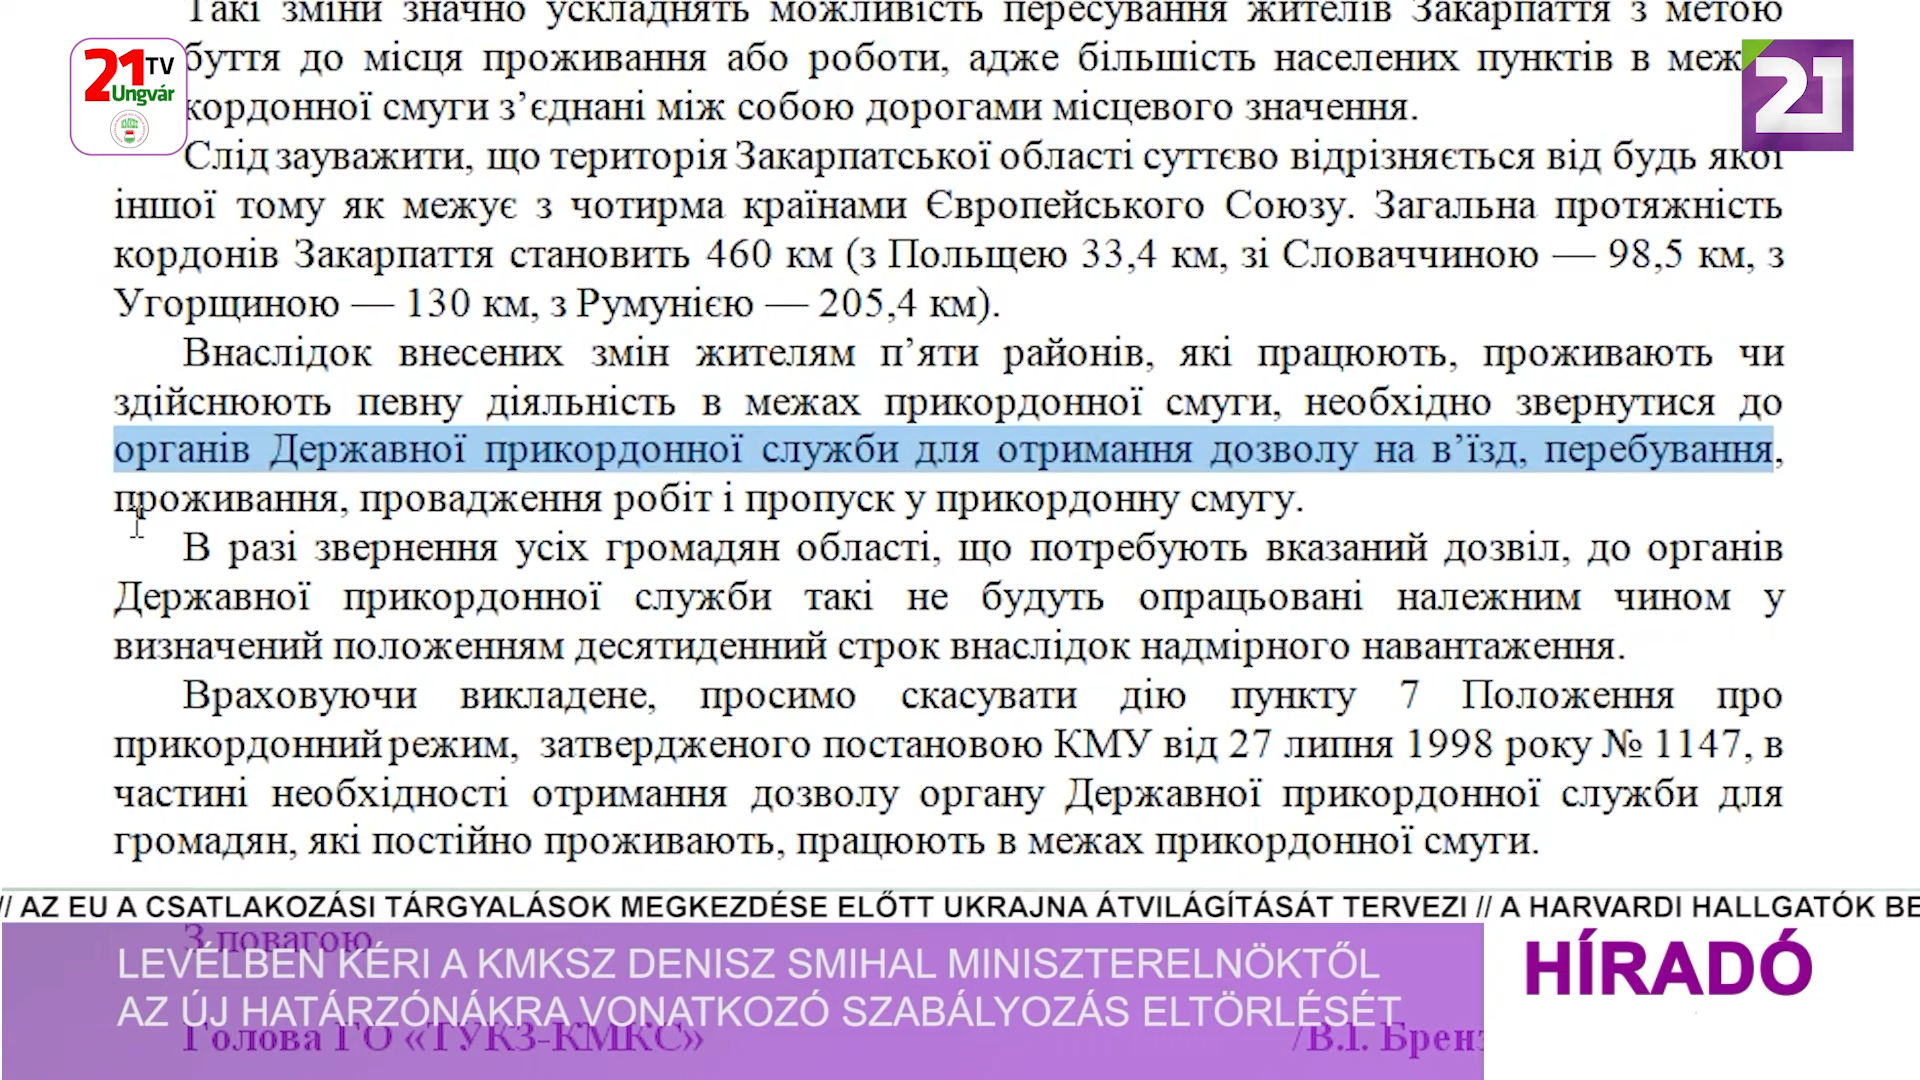 Такі зміни значно ускладнять можливість пересування жителів Закарпаття з метою
буття до місця проживання або роботи, адже більшість населених пунктів в меж
кордонної смуги з’єднані між собою дорогами місцевого значення.
21 TV
Ungvár
21
Слід зауважити, що територія Закарпатської області суттєво відрізняється від будь якої
іншої тому як межує з чотирма країнами Європейського Союзу. Загальна протяжність
кордонів Закарпаття становить 460 км (з Польщею 33,4 км, зі Словаччиною — 98,5 км, з
Угорщиною — 130 км, з Румунією — 205,4 км).
Внаслідок внесених змін жителям п’яти районів, які працюють, проживають чи
здійснюють певну діяльність в межах прикордонної смуги, необхідно звернутися до
органів Державної прикордонної служби для отримання дозволу на в’їзд, перебування,
проживання, провадження робіт і пропуск у прикордонну смугу.
В разі звернення усіх громадян області, що потребують вказаний дозвіл, до органів
Державної прикордонної служби такі не будуть опрацьовані належним чином у
визначений положенням десятиденний строк внаслідок надмірного навантаження.
Враховуючи викладене, просимо скасувати дію пункту 7 Положення про
прикордонний режим, затвердженого постановою КМУ від 27 липня 1998 року № 1147, в
частині необхідності отримання дозволу органу Державної прикордонної служби для
громадян, які постійно проживають, працюють в межах прикордонної смуги.
// AZ EU A CSATLAKOZÁSI TÁRGYALÁSOK MEGKEZDÉSE ELŐTT UKRAJNA ÁTVILÁGÍTÁSÁT TERVEZI // A HARVARDI HALLGATÓK BE
З повагою,
LEVÉLBEN KÉRI A KMKSZ DENISZ SMIHAL MINISZTERELNÖKTŐL
AZ ÚJ HATÁRZÓNÁKRA VONATKOZÓ SZABÁLYOZÁS ELTÖRLÉSÉT
HÍRADÓ
Голова ГО «ТУКЗ-КМКС» /В.І. Брен